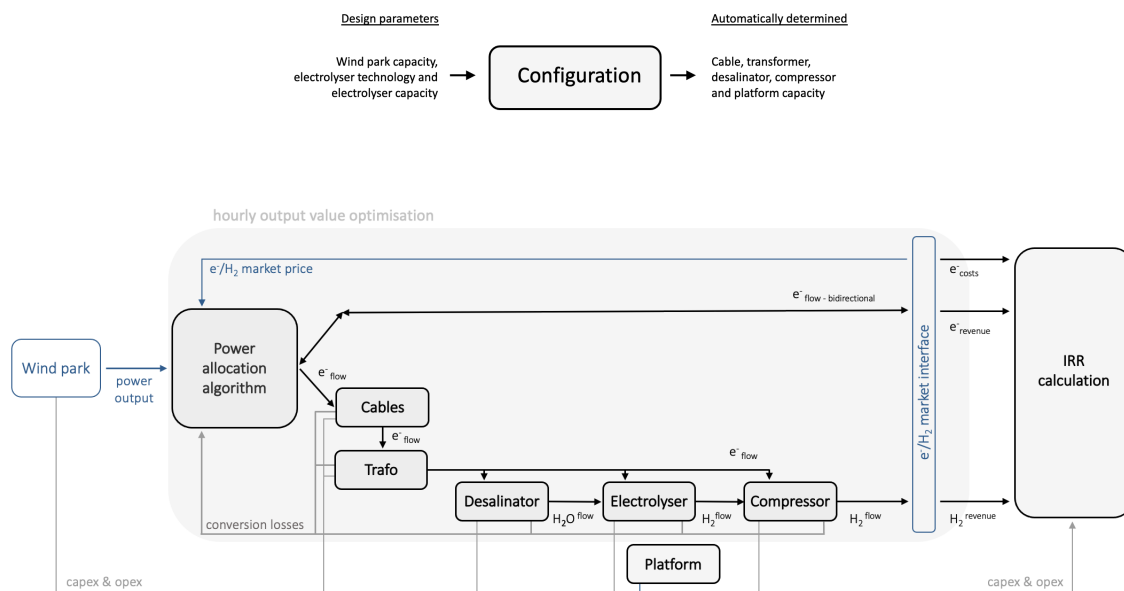 Design parameters
Automatically determined
Wind park capacity,
electrolyser technology and
electrolyser capacity
Configuration
Cable, transformer,
desalinator, compressor
and platform capacity
hourly output value optimisation
e⁻/H₂ market price
e⁻costs
e⁻flow - bidirectional
e⁻revenue
Power
allocation
algorithm
Wind park
power
output
e⁻flow
IRR
calculation
Cables
e⁻flow
e⁻/H₂ market interface
Trafo
e⁻flow
Desalinator
Electrolyser
Compressor
H₂O flow
H₂ flow
H₂ flow
H₂ revenue
conversion losses
Platform
capex & opex
capex & opex